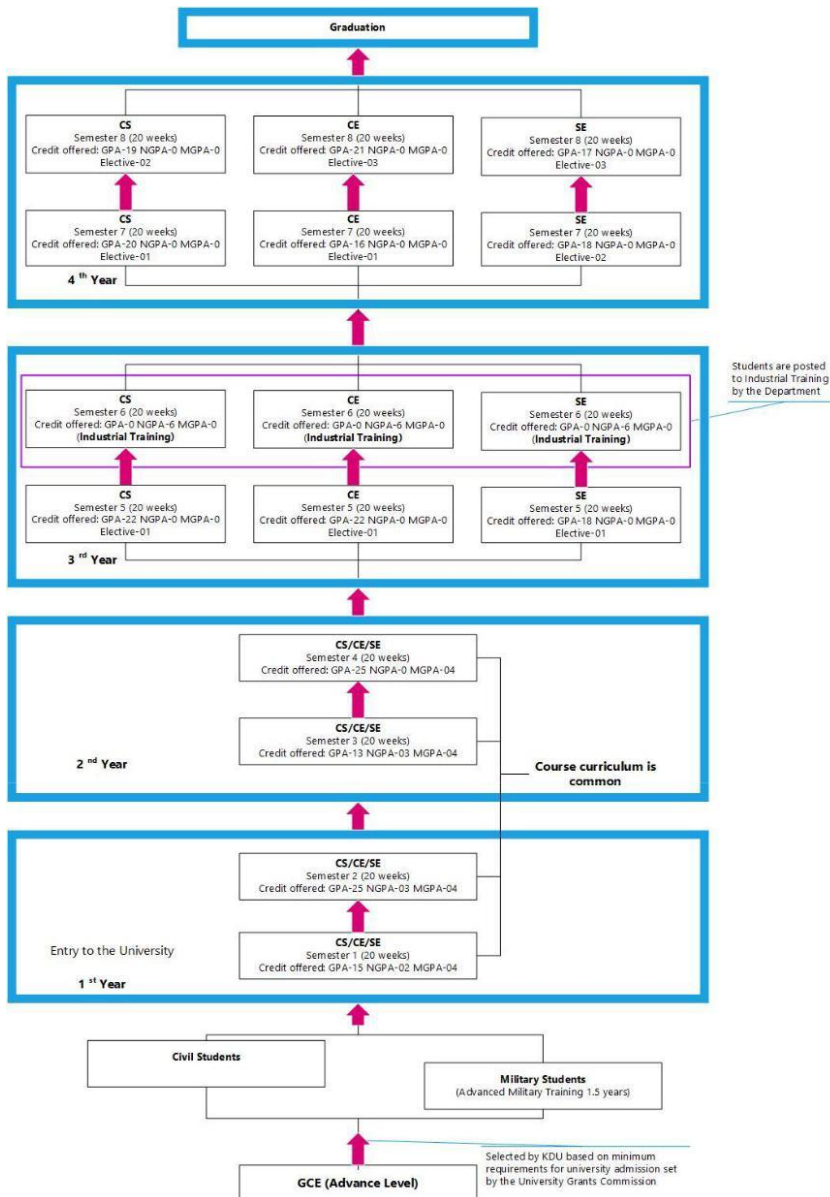 Graduation
CS
Semester 8 (20 weeks)
Credit offered: GPA-19 NGPA-0 MGPA-0
Elective-02
CE
Semester 8 (20 weeks)
Credit offered: GPA-21 NGPA-0 MGPA-0
Elective-03
SE
Semester 8 (20 weeks)
Credit offered: GPA-17 NGPA-0 MGPA-0
Elective-03
CS
Semester 7 (20 weeks)
Credit offered: GPA-20 NGPA-0 MGPA-0
Elective-01
CE
Semester 7 (20 weeks)
Credit offered: GPA-16 NGPA-0 MGPA-0
Elective-01
SE
Semester 7 (20 weeks)
Credit offered: GPA-18 NGPA-0 MGPA-0
Elective-02
4 th Year
Students are posted
to Industrial Training
by the Department
CS
Semester 6 (20 weeks)
Credit offered: GPA-0 NGPA-6 MGPA-0
(Industrial Training)
CE
Semester 6 (20 weeks)
Credit offered: GPA-0 NGPA-6 MGPA-0
(Industrial Training)
SE
Semester 6 (20 weeks)
Credit offered: GPA-0 NGPA-6 MGPA-0
(Industrial Training)
CS
Semester 5 (20 weeks)
Credit offered: GPA-22 NGPA-0 MGPA-0
Elective-01
CE
Semester 5 (20 weeks)
Credit offered: GPA-22 NGPA-0 MGPA-0
Elective-01
SE
Semester 5 (20 weeks)
Credit offered: GPA-18 NGPA-0 MGPA-0
Elective-01
3 rd Year
CS/CE/SE
Semester 4 (20 weeks)
Credit offered: GPA-25 NGPA-0 MGPA-04
CS/CE/SE
Semester 3 (20 weeks)
Credit offered: GPA-13 NGPA-03 MGPA-04
2 nd Year
Course curriculum is
common
CS/CE/SE
Semester 2 (20 weeks)
Credit offered: GPA-25 NGPA-03 MGPA-04
CS/CE/SE
Semester 1 (20 weeks)
Credit offered: GPA-15 NGPA-02 MGPA-04
Entry to the University
1 st Year
Civil Students
Military Students
(Advanced Military Training 1.5 years)
Selected by KDU based on minimum
requirements for university admission set
by the University Grants Commission
GCE (Advance Level)